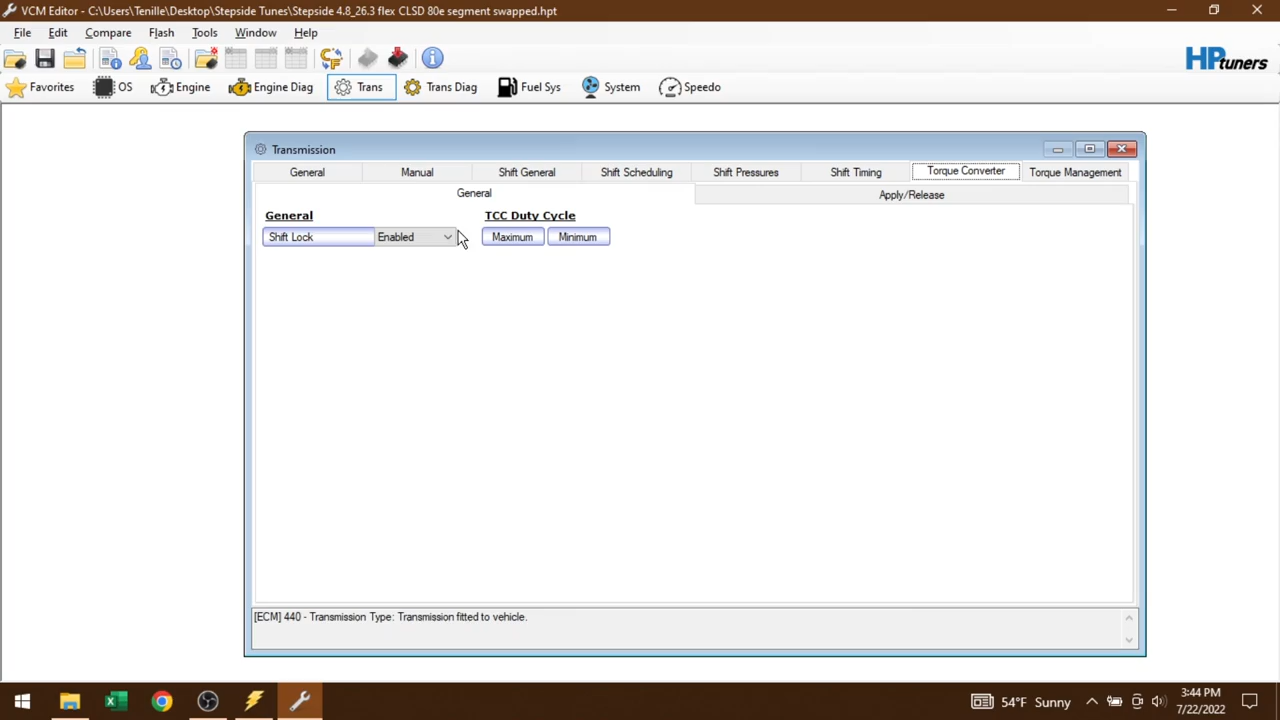 VCM Editor - C:\Users\Tenille\Desktop\Stepside Tunes\Stepside 4.8_26.3 flex CLSD 80e segment swapped.hpt
File Edit Compare Flash Tools Window Help
HPtuners
Favorites OS Engine Engine Diag Trans Trans Diag Fuel Sys System Speedo
Transmission
General Manual Shift General Shift Scheduling Shift Pressures Shift Timing Torque Converter Torque Management
General Apply/Release
General TCC Duty Cycle
Shift Lock Enabled Maximum Minimum
[ECM] 440 - Transmission Type: Transmission fitted to vehicle.
54°F Sunny
3:44 PM
7/22/2022